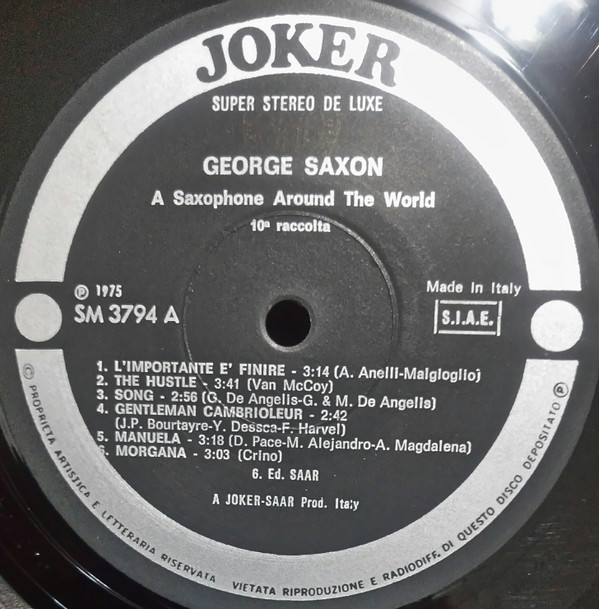 JOKER
SUPER STEREO DE LUXE
GEORGE SAXON
A Saxophone Around The World
10ª raccolta
℗ 1975
SM 3794 A
Made in Italy
S.I.A.E.
1. L'IMPORTANTE E' FINIRE - 3:14 (A. Anelli-Malgioglio)
2. THE HUSTLE - 3:41 (Van McCoy)
3. SONG - 2:56 (G. De Angelis-G. & M. De Angelis)
4. GENTLEMAN CAMBRIOLEUR - 2:42
(J.P. Bourtayre-Y. Dessca-F. Harvel)
5. MANUELA - 3:18 (D. Pace-M. Alejandro-A. Magdalena)
6. MORGANA - 3:03 (Crino)
6. Ed. SAAR
A JOKER-SAAR Prod. Italy
© PROPRIETA ARTISTICA E LETTERARIA RISERVATA VIETATA RIPRODUZIONE E RADIODIFF. DI QUESTO DISCO DEPOSITATO ℗